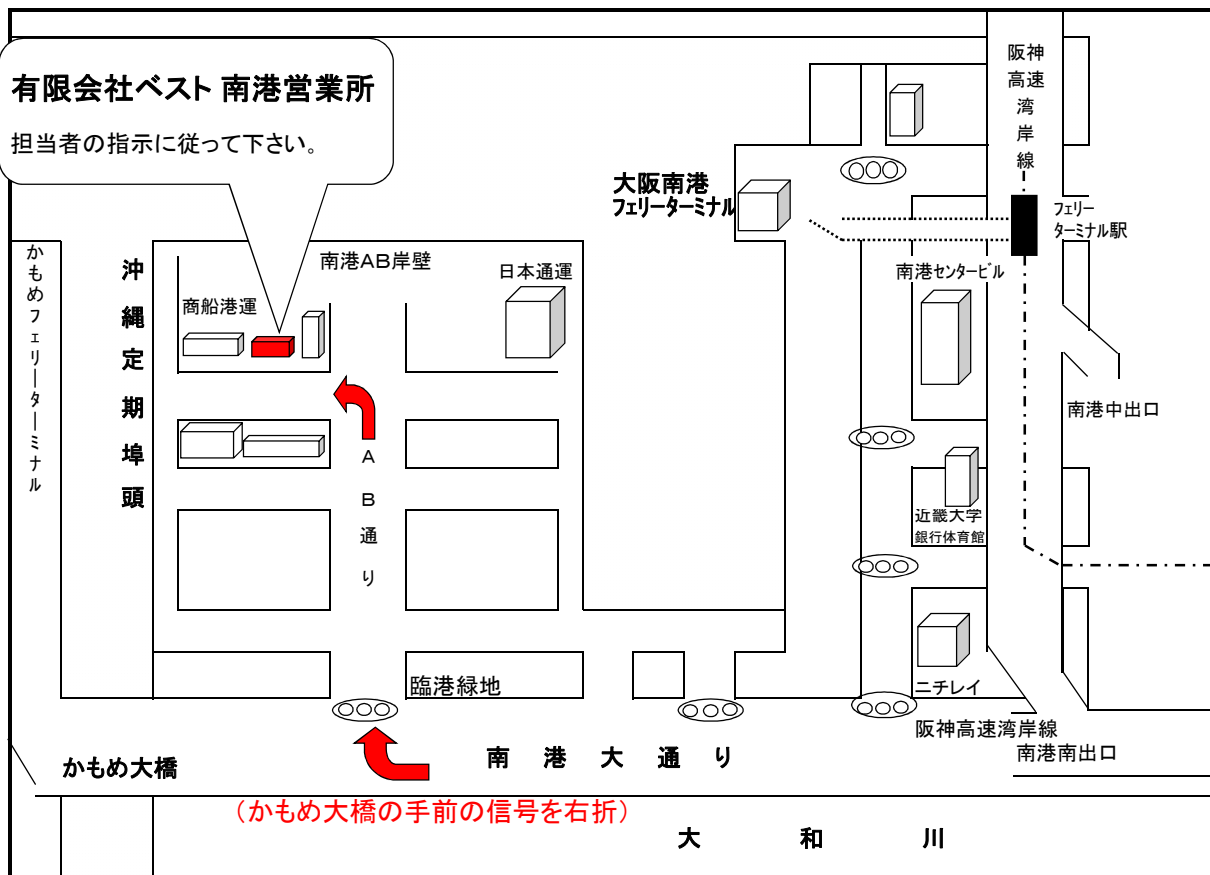 有限会社ベスト 南港営業所
担当者の指示に従って下さい。
阪神
高速
湾
岸
線
大阪南港
フェリーターミナル
フェリー
ターミナル駅
かもめフェリーターミナル
沖縄定期埠頭
南港AB岸壁
商船港運
日本通運
南港センタービル
南港中出口
AB通り
近畿大学
銀行体育館
ニチレイ
臨港緑地
阪神高速湾岸線
南港南出口
かもめ大橋
南港大通り
(かもめ大橋の手前の信号を右折)
大和川